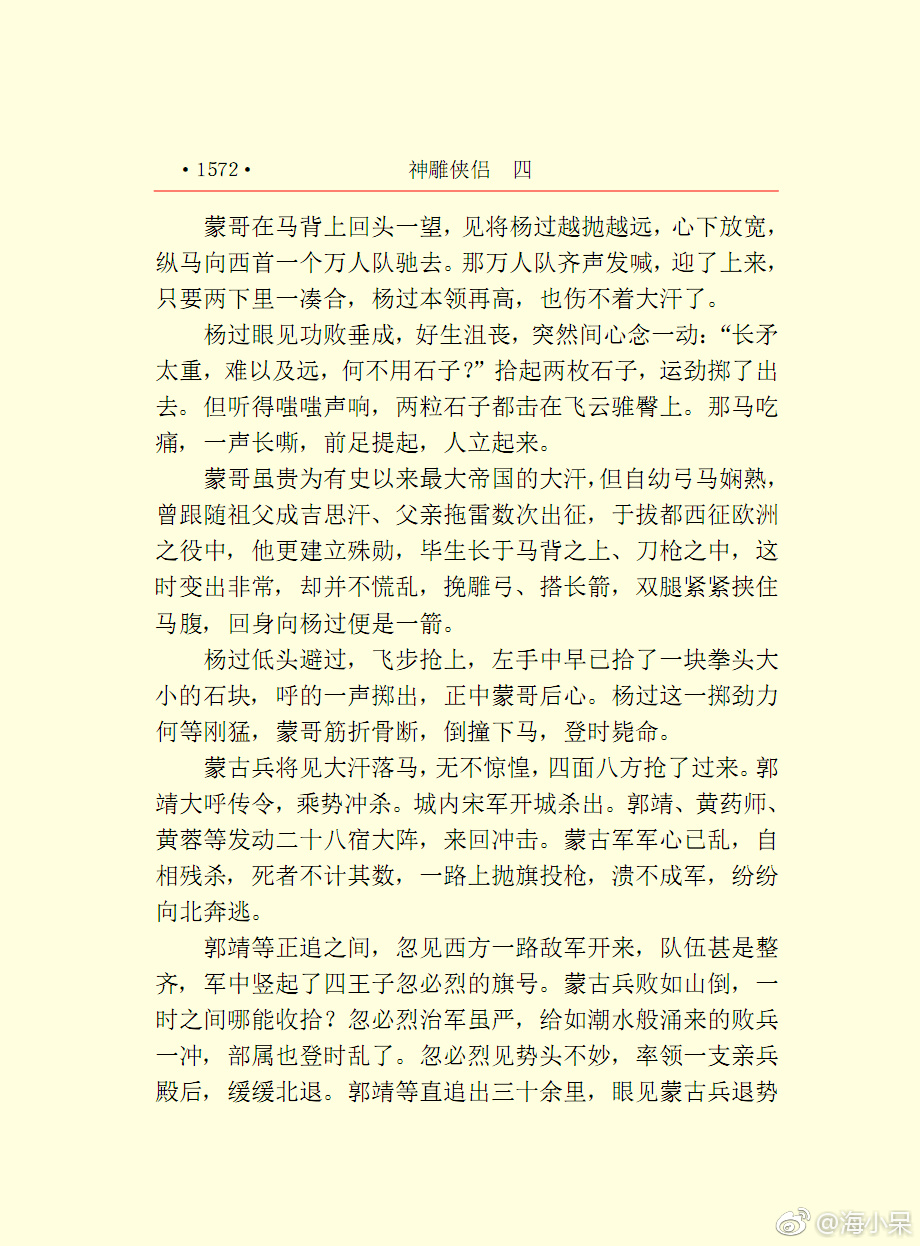 ·1572· 神雕侠侣 四
蒙哥在马背上回头一望，见将杨过越抛越远，心下放宽，
纵马向西首一个万人队驰去。那万人队齐声发喊，迎了上来，
只要两下里一凑合，杨过本领再高，也伤不着大汗了。
杨过眼见功败垂成，好生沮丧，突然间心念一动：“长矛
太重，难以及远，何不用石子？”拾起两枚石子，运劲掷了出
去。但听得嗤嗤声响，两粒石子都击在飞云骓臀上。那马吃
痛，一声长嘶，前足提起，人立起来。
蒙哥虽贵为有史以来最大帝国的大汗，但自幼弓马娴熟，
曾跟随祖父成吉思汗、父亲拖雷数次出征，于拔都西征欧洲
之役中，他更建立殊勋，毕生长于马背之上、刀枪之中，这
时变出非常，却并不慌乱，挽雕弓、搭长箭，双腿紧紧挟住
马腹，回身向杨过便是一箭。
杨过低头避过，飞步抢上，左手中早已拾了一块拳头大
小的石块，呼的一声掷出，正中蒙哥后心。杨过这一掷劲力
何等刚猛，蒙哥筋折骨断，倒撞下马，登时毙命。
蒙古兵将见大汗落马，无不惊惶，四面八方抢了过来。郭
靖大呼传令，乘势冲杀。城内宋军开城杀出。郭靖、黄药师、
黄蓉等发动二十八宿大阵，来回冲击。蒙古军军心已乱，自
相残杀，死者不计其数，一路上抛旗投枪，溃不成军，纷纷
向北奔逃。
郭靖等正追之间，忽见西方一路敌军开来，队伍甚是整
齐，军中竖起了四王子忽必烈的旗号。蒙古兵败如山倒，一
时之间哪能收拾？忽必烈治军虽严，给如潮水般涌来的败兵
一冲，部属也登时乱了。忽必烈见势头不妙，率领一支亲兵
殿后，缓缓北退。郭靖等直追出三十余里，眼见蒙古兵退势
@海小呆